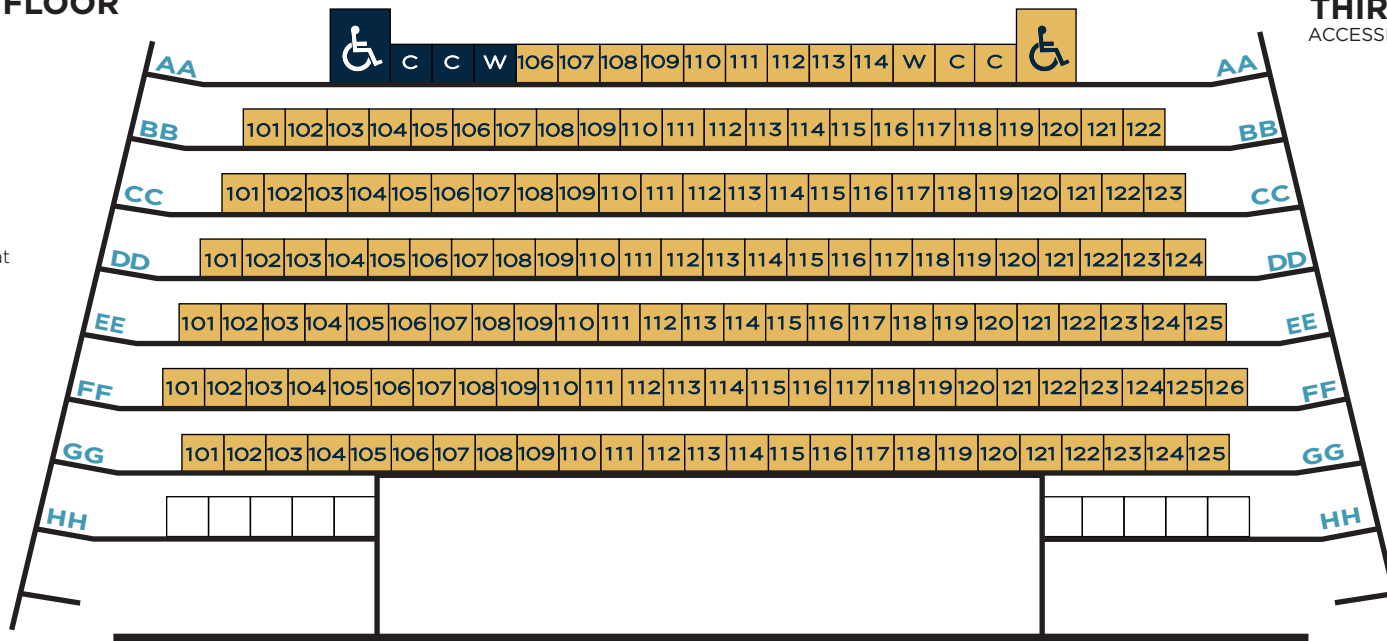 FLOOR
THIR
ACCESSI
AA C C W 106 107 108 109 110 111 112 113 114 W C C AA
BB 101 102 103 104 105 106 107 108 109 110 111 112 113 114 115 116 117 118 119 120 121 122 BB
CC 101 102 103 104 105 106 107 108 109 110 111 112 113 114 115 116 117 118 119 120 121 122 123 CC
at
DD 101 102 103 104 105 106 107 108 109 110 111 112 113 114 115 116 117 118 119 120 121 122 123 124 DD
EE 101 102 103 104 105 106 107 108 109 110 111 112 113 114 115 116 117 118 119 120 121 122 123 124 125 EE
FF 101 102 103 104 105 106 107 108 109 110 111 112 113 114 115 116 117 118 119 120 121 122 123 124 125 126 FF
GG 101 102 103 104 105 106 107 108 109 110 111 112 113 114 115 116 117 118 119 120 121 122 123 124 125 GG
HH HH